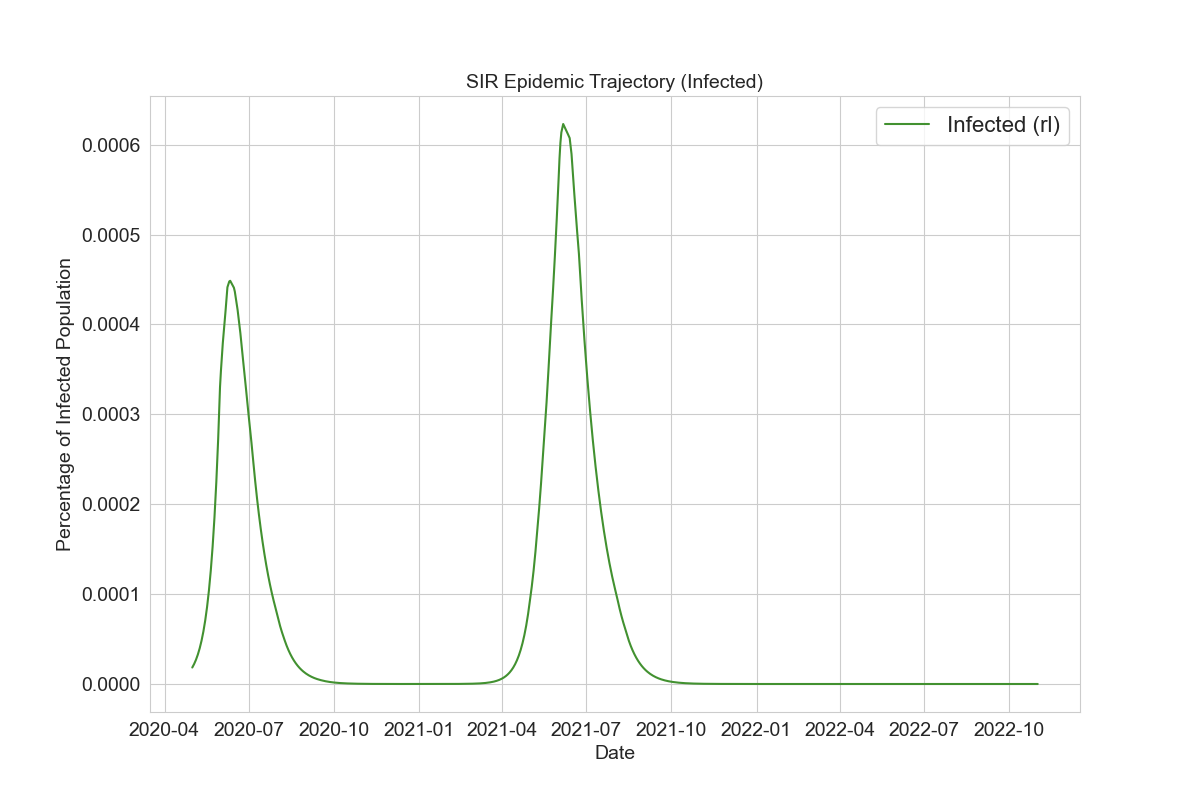 SIR Epidemic Trajectory (Infected)
Infected (rl)
Percentage of Infected Population
0.0006
0.0005
0.0004
0.0003
0.0002
0.0001
0.0000
2020-04 2020-07 2020-10 2021-01 2021-04 2021-07 2021-10 2022-01 2022-04 2022-07 2022-10
Date